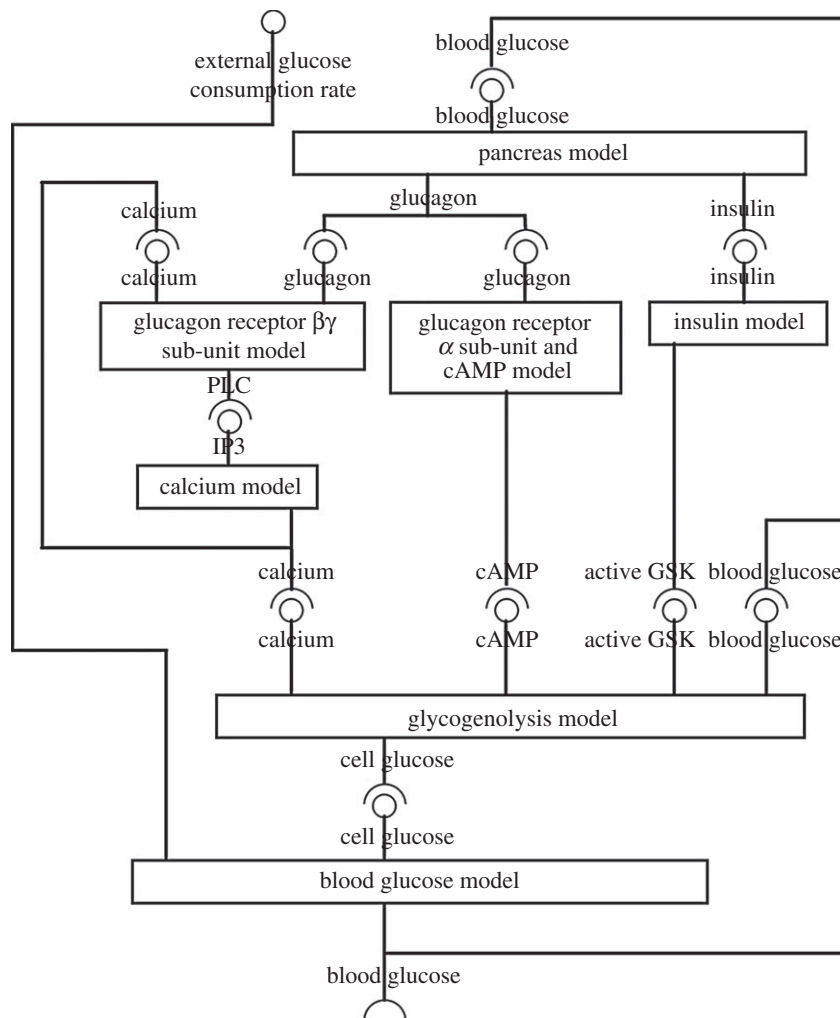 external glucose
consumption rate
blood glucose
blood glucose
pancreas model
glucagon
calcium
insulin
calcium
glucagon
glucagon
insulin
glucagon receptor βγ
sub-unit model
glucagon receptor
α sub-unit and
cAMP model
insulin model
PLC
IP3
calcium model
calcium
cAMP
active GSK
blood glucose
calcium
cAMP
active GSK
blood glucose
glycogenolysis model
cell glucose
cell glucose
blood glucose model
blood glucose